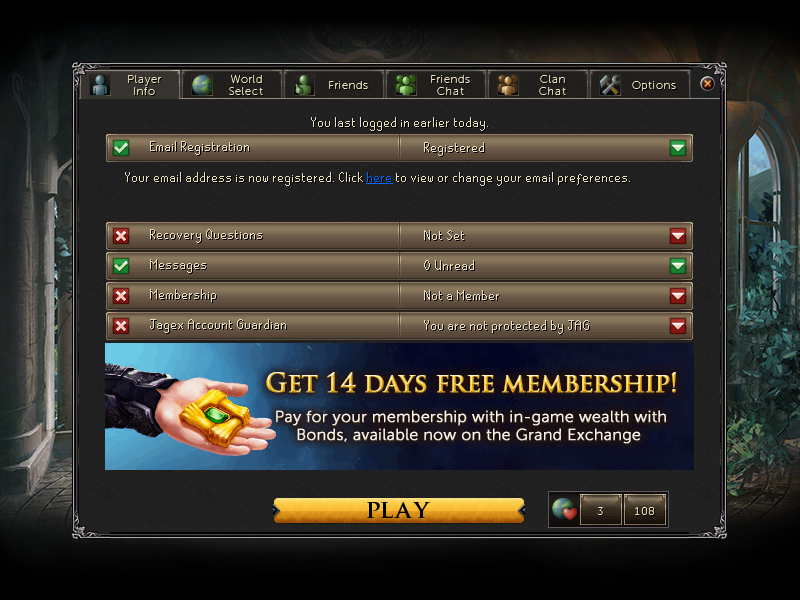 Player Info
World Select
Friends
Friends Chat
Clan Chat
Options
You last logged in earlier today.
Email Registration Registered
Your email address is now registered. Click here to view or change your email preferences.
Recovery Questions Not Set
Messages 0 Unread
Membership Not a Member
Jagex Account Guardian You are not protected by JAG
GET 14 DAYS FREE MEMBERSHIP!
Pay for your membership with in-game wealth with
Bonds, available now on the Grand Exchange
PLAY
3 108